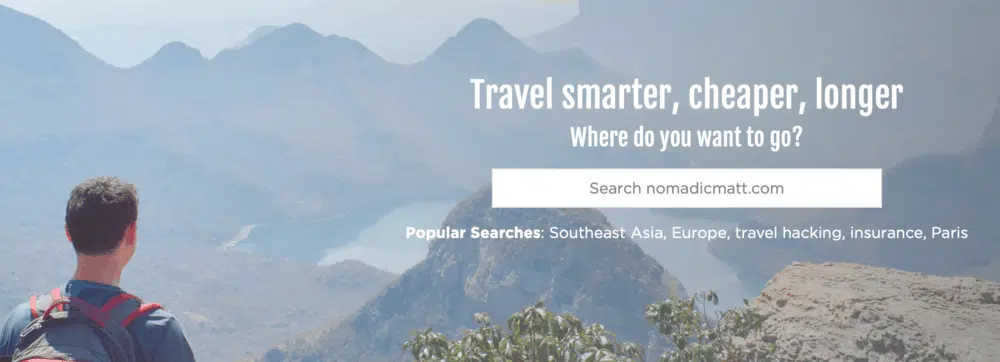 Travel smarter, cheaper, longer
Where do you want to go?
Search nomadicmatt.com
Popular Searches: Southeast Asia, Europe, travel hacking, insurance, Paris